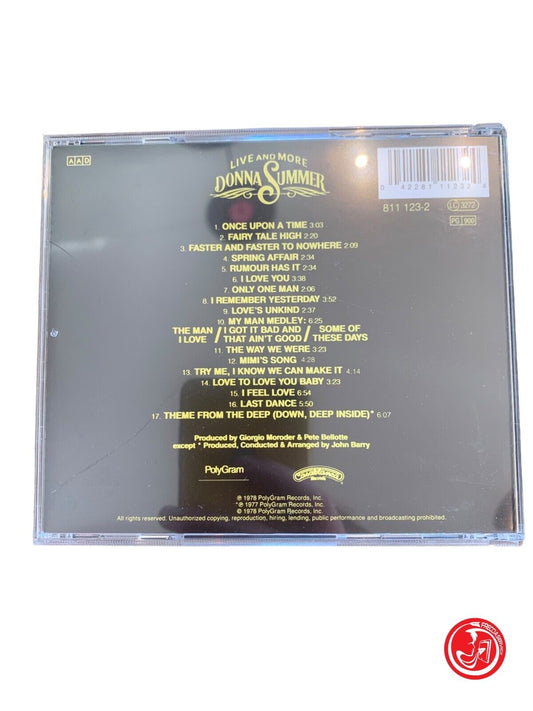 AAD
LIVE AND MORE
DONNA SUMMER
811 123-2
LC 3272
PG 900
1. ONCE UPON A TIME 3:03
2. FAIRY TALE HIGH 2:20
3. FASTER AND FASTER TO NOWHERE 2:09
4. SPRING AFFAIR 2:34
5. RUMOUR HAS IT 2:34
6. I LOVE YOU 3:38
7. ONLY ONE MAN 2:06
8. I REMEMBER YESTERDAY 3:52
9. LOVE'S UNKIND 2:37
10. MY MAN MEDLEY: 6:25
THE MAN / I GOT IT BAD AND / SOME OF
I LOVE / THAT AIN'T GOOD / THESE DAYS
11. THE WAY WE WERE 3:23
12. MIMI'S SONG 4:28
13. TRY ME, I KNOW WE CAN MAKE IT 4:14
14. LOVE TO LOVE YOU BABY 3:23
15. I FEEL LOVE 6:54
16. LAST DANCE 5:50
17. THEME FROM THE DEEP (DOWN, DEEP INSIDE)* 6:07
Produced by Giorgio Moroder & Pete Bellotte
except * Produced, Conducted & Arranged by John Barry
PolyGram
Casablanca
Records
℗ 1978 PolyGram Records, Inc.
*℗ 1977 PolyGram Records, Inc.
© 1978 PolyGram Records, Inc.
All rights reserved. Unauthorized copying, reproduction, hiring, lending, public performance and broadcasting prohibited.